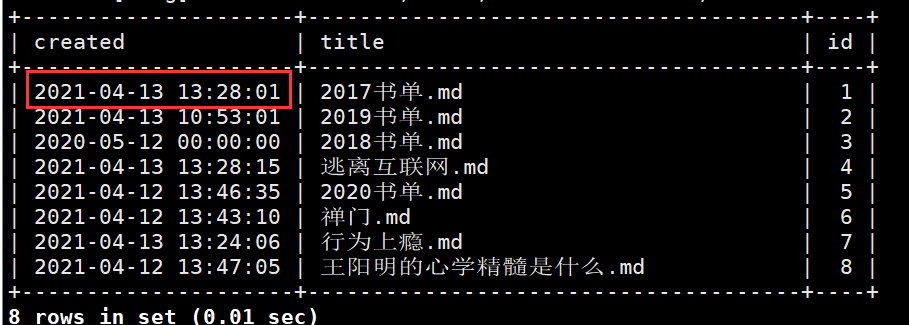 | created | title | id |
| 2021-04-13 13:28:01 | 2017书单.md | 1 |
| 2021-04-13 10:53:01 | 2019书单.md | 2 |
| 2020-05-12 00:00:00 | 2018书单.md | 3 |
| 2021-04-13 13:28:15 | 逃离互联网.md | 4 |
| 2021-04-12 13:46:35 | 2020书单.md | 5 |
| 2021-04-12 13:43:10 | 禅门.md | 6 |
| 2021-04-13 13:24:06 | 行为上瘾.md | 7 |
| 2021-04-12 13:47:05 | 王阳明的心学精髓是什么.md | 8 |
8 rows in set (0.01 sec)